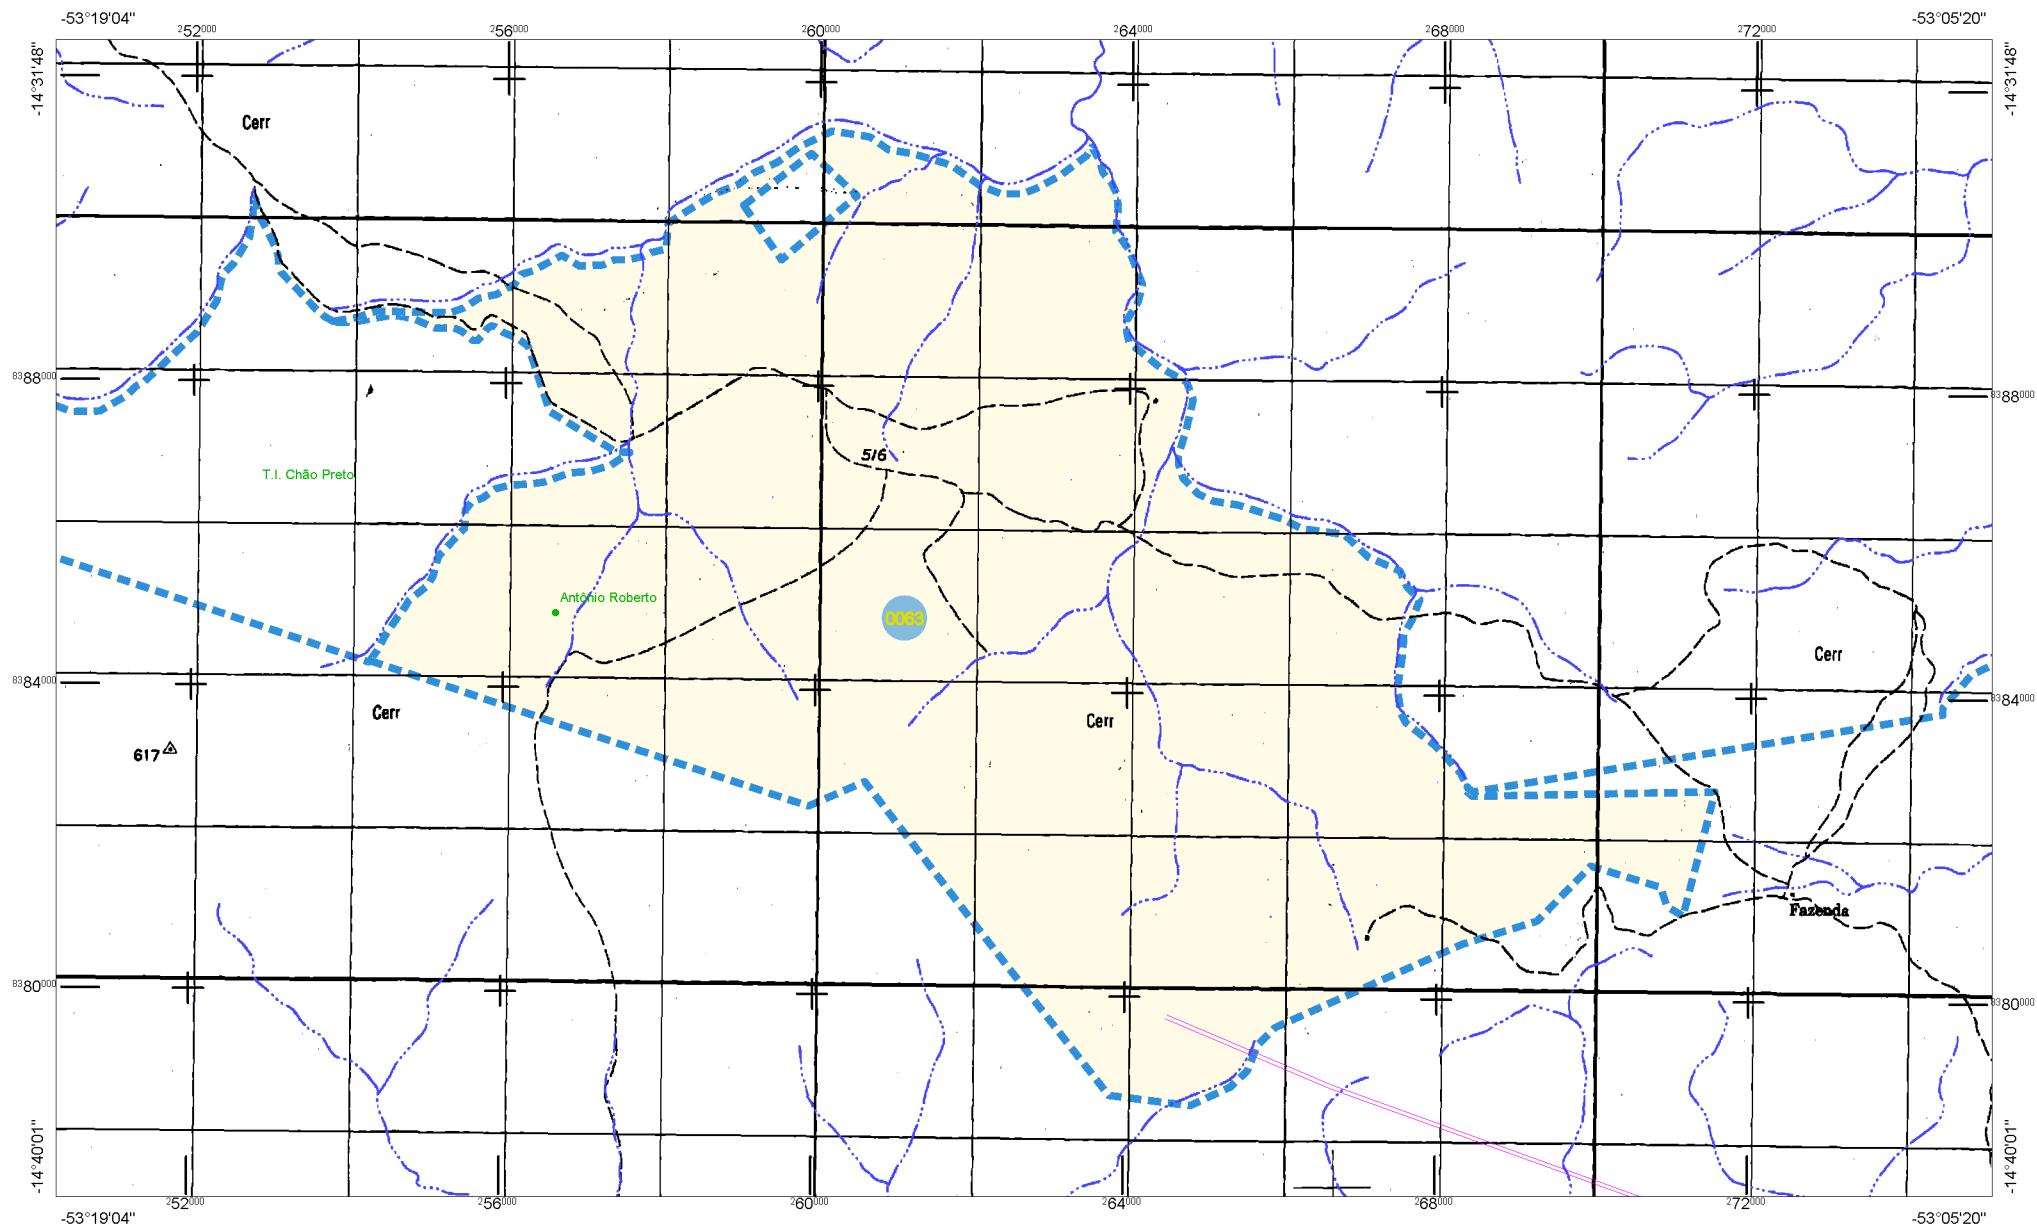 -53°19'04" -53°05'20"
252000 256000 260000 264000 268000 272000
-14°31'48" -14°31'48"
Cerr
8388000 8388000
516
T.I. Chão Preto
Antônio Roberto
0063
Cerr
8384000 8384000
Cerr Cerr
617
Fazenda
8380000 8380000
-14°40'01" -14°40'01"
252000 256000 260000 264000 268000 272000
-53°19'04" -53°05'20"